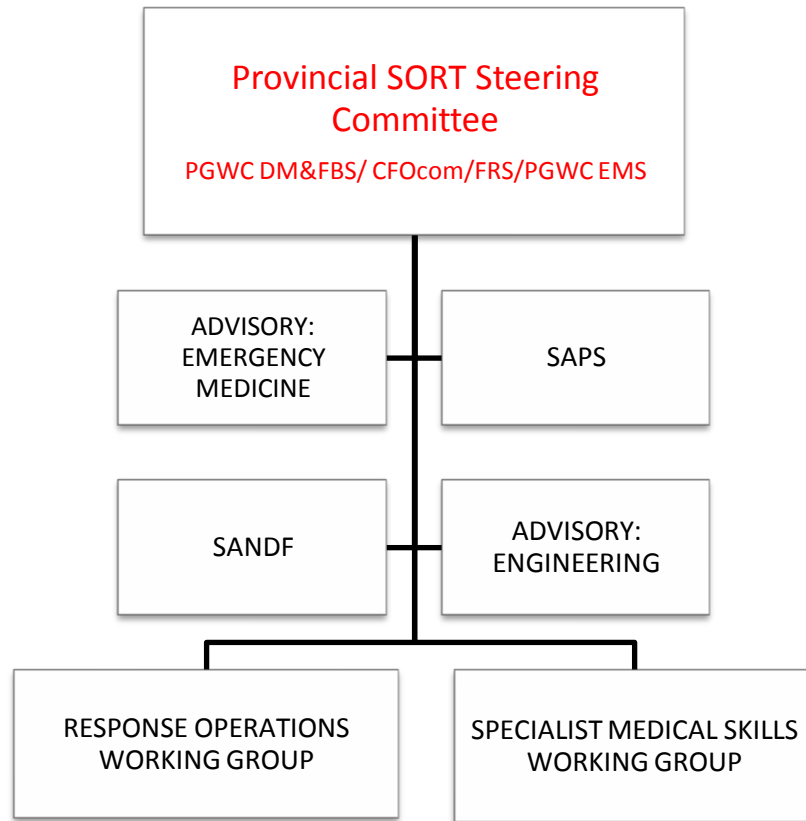 Provincial SORT Steering
Committee
PGWC DM&FBS/ CFOcom/FRS/PGWC EMS
ADVISORY:
EMERGENCY
MEDICINE
SAPS
SANDF
ADVISORY:
ENGINEERING
RESPONSE OPERATIONS
WORKING GROUP
SPECIALIST MEDICAL SKILLS
WORKING GROUP